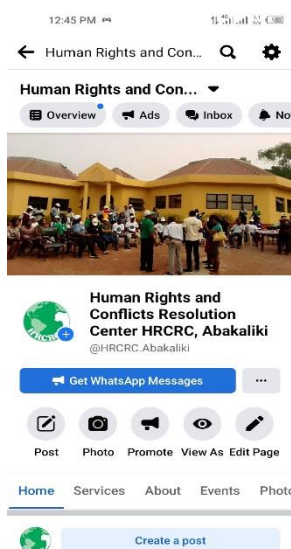 12:45 PM
Human Rights and Con...
Human Rights and Con...
Overview
Ads
Inbox
No
Human Rights and
Conflicts Resolution
Center HRCRC, Abakaliki
@HRCRC.Abakaliki
HRCRC
Get WhatsApp Messages
Post Photo Promote View As Edit Page
Home Services About Events Photo
Create a post